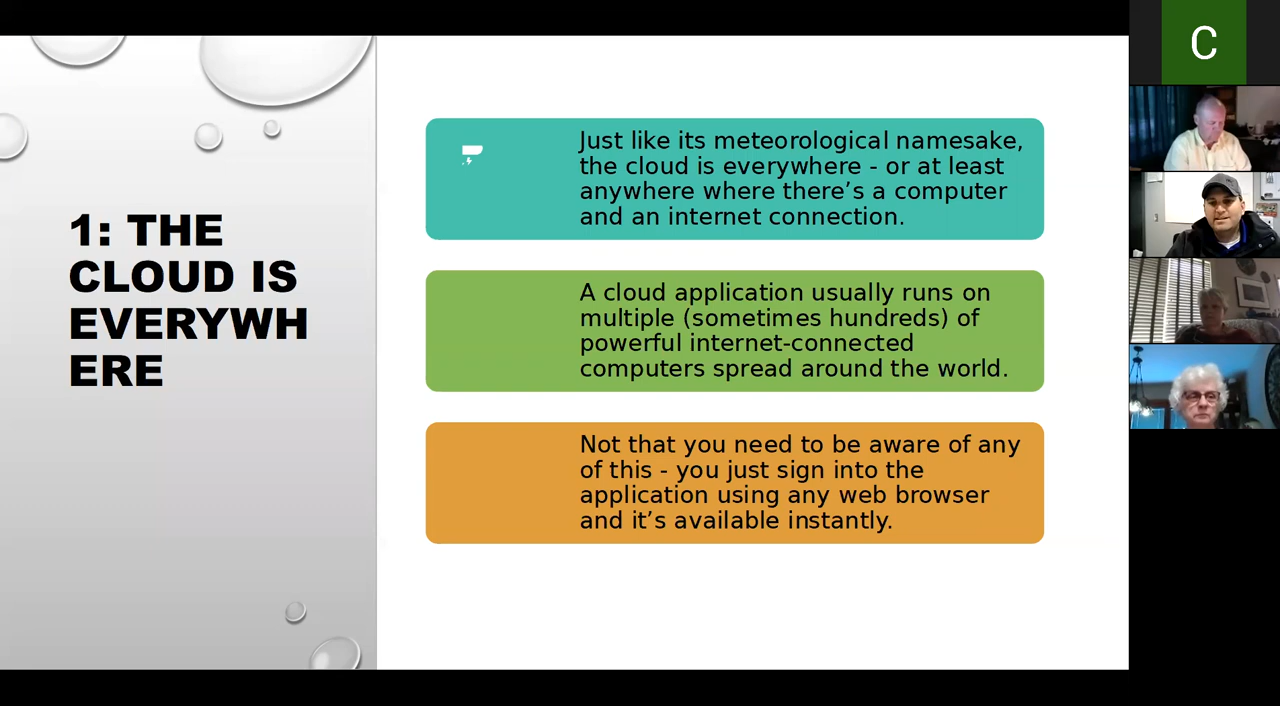 1: THE
CLOUD IS
EVERYWH
ERE
Just like its meteorological namesake,
the cloud is everywhere - or at least
anywhere where there’s a computer
and an internet connection.
A cloud application usually runs on
multiple (sometimes hundreds) of
powerful internet-connected
computers spread around the world.
Not that you need to be aware of any
of this - you just sign into the
application using any web browser
and it’s available instantly.
C